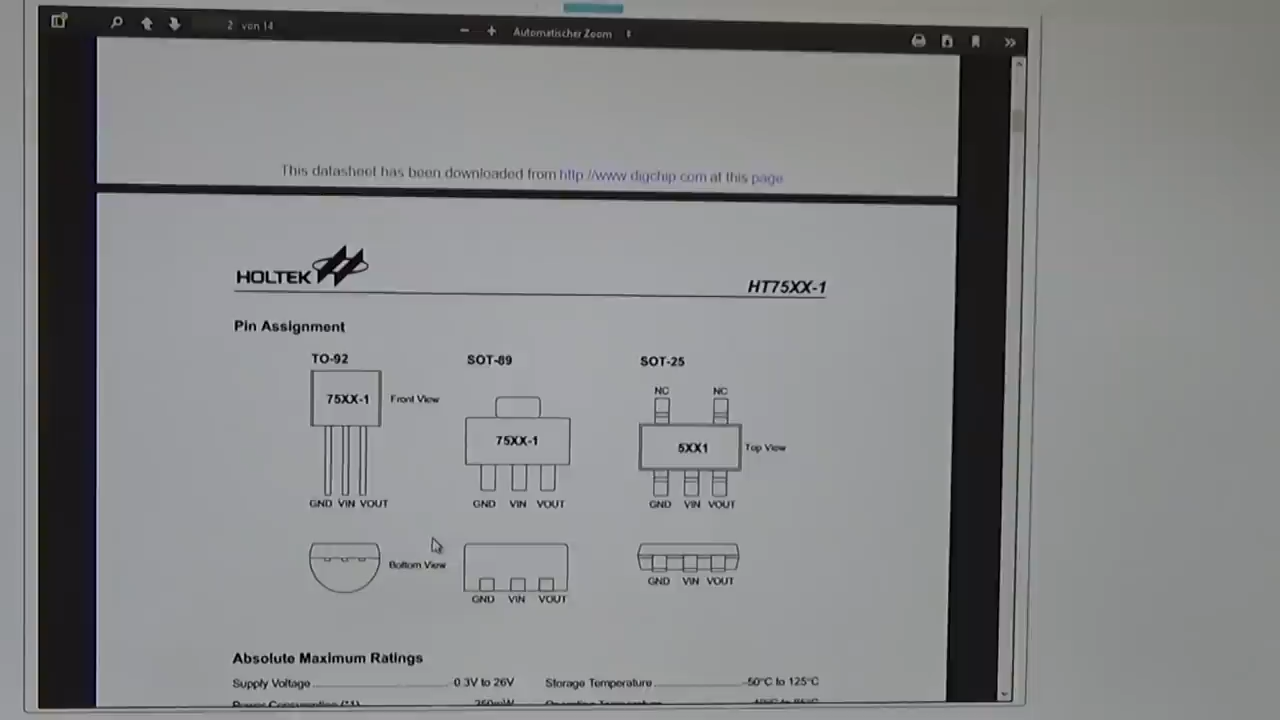 2 von 14
Automatischer Zoom
This datasheet has been downloaded from http://www.digchip.com at this page
HOLTEK
HT75XX-1
Pin Assignment
TO-92 SOT-89 SOT-25
NC NC
75XX-1 Front View 75XX-1 5XX1 Top View
GND VIN VOUT GND VIN VOUT GND VIN VOUT
Bottom View
GND VIN VOUT GND VIN VOUT
Absolute Maximum Ratings
Supply Voltage 0.3V to 26V Storage Temperature -50°C to 125°C